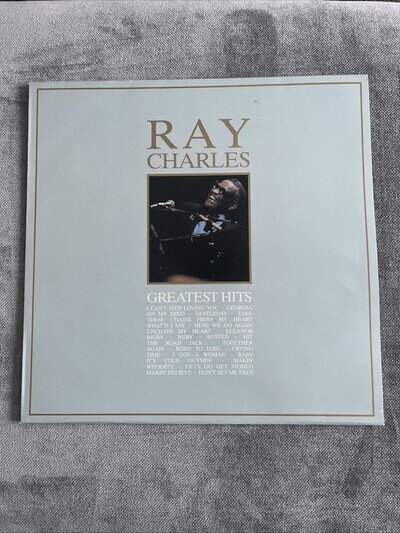 RAY
CHARLES
GREATEST HITS
I CAN'T STOP LOVING YOU · GEORGIA
ON MY MIND · YESTERDAY · TAKE
THESE CHAINS FROM MY HEART
WHAT'D I SAY · HERE WE GO AGAIN
UNCHAIN MY HEART · ELEANOR
RIGBY · RUBY · BUSTED · HIT
THE ROAD JACK · TOGETHER
AGAIN · BORN TO LOSE · CRYING
TIME · I GOT A WOMAN · BABY
IT'S COLD OUTSIDE · MAKIN'
WHOOPEE · LET'S GO GET STONED
MAKIN' BELIEVE · DON'T SET ME FREE